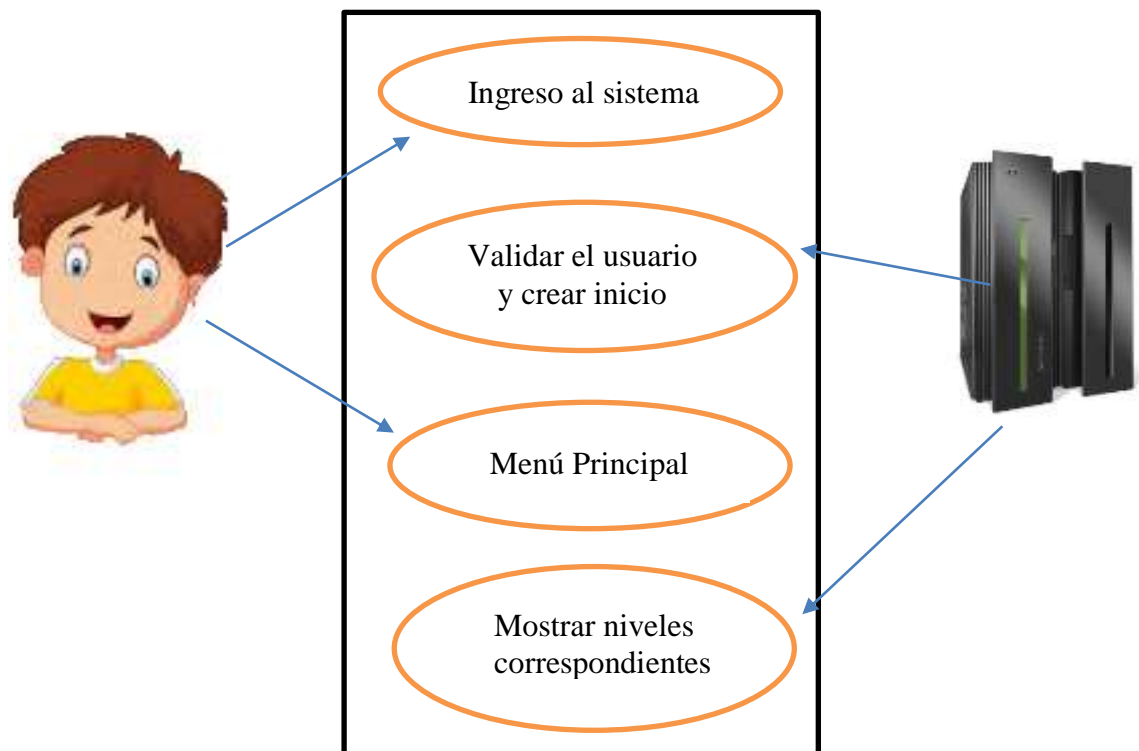 Ingreso al sistema
Validar el usuario
y crear inicio
Menú Principal
Mostrar niveles
correspondientes